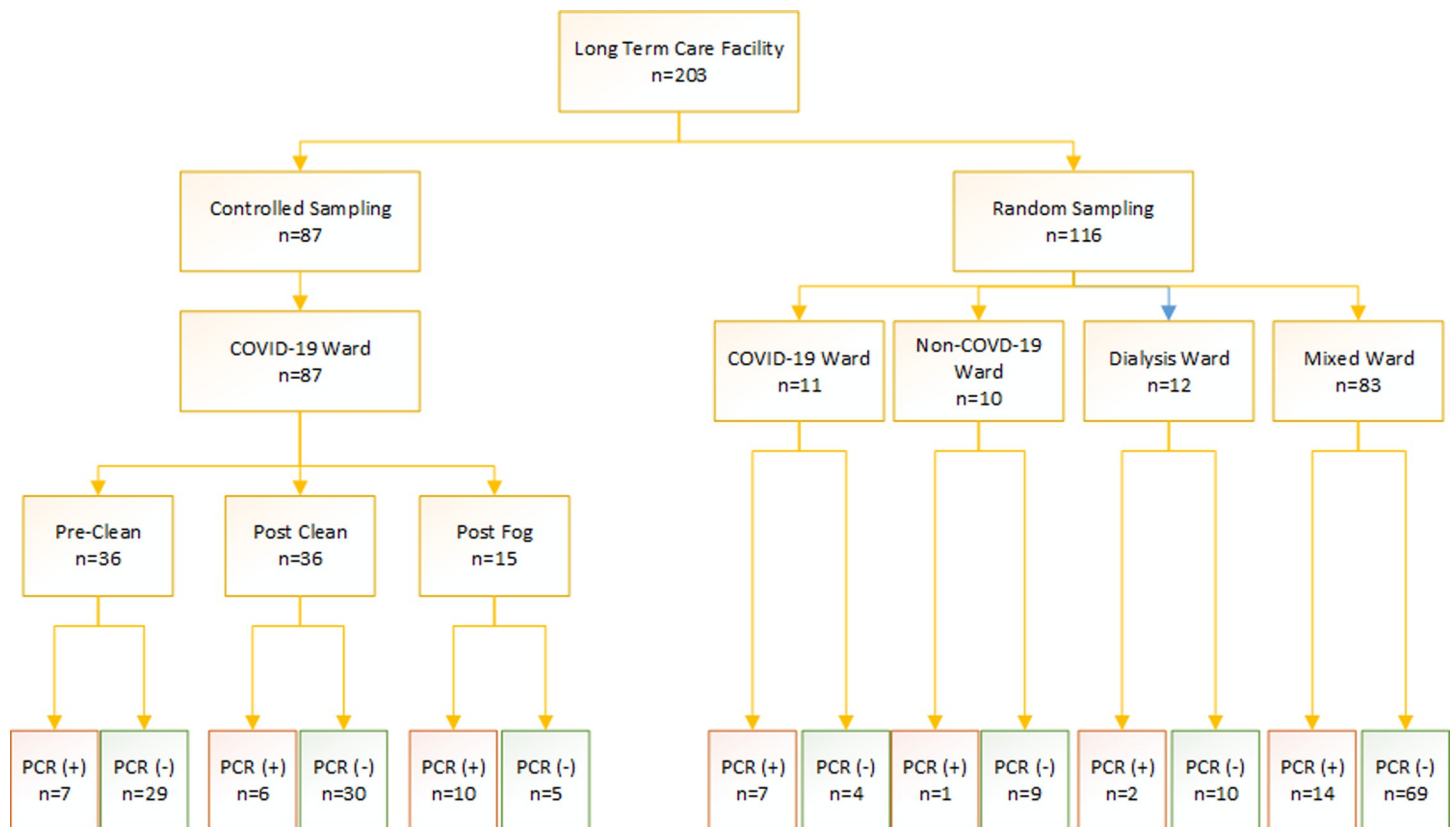 Long Term Care Facility
n=203
Controlled Sampling
n=87
Random Sampling
n=116
COVID-19 Ward
n=87
COVID-19 Ward
n=11
Non-COVD-19
Ward
n=10
Dialysis Ward
n=12
Mixed Ward
n=83
Pre-Clean
n=36
Post Clean
n=36
Post Fog
n=15
PCR (+)
n=7
PCR (-)
n=29
PCR (+)
n=6
PCR (-)
n=30
PCR (+)
n=10
PCR (-)
n=5
PCR (+)
n=7
PCR (-)
n=4
PCR (+)
n=1
PCR (-)
n=9
PCR (+)
n=2
PCR (-)
n=10
PCR (+)
n=14
PCR (-)
n=69